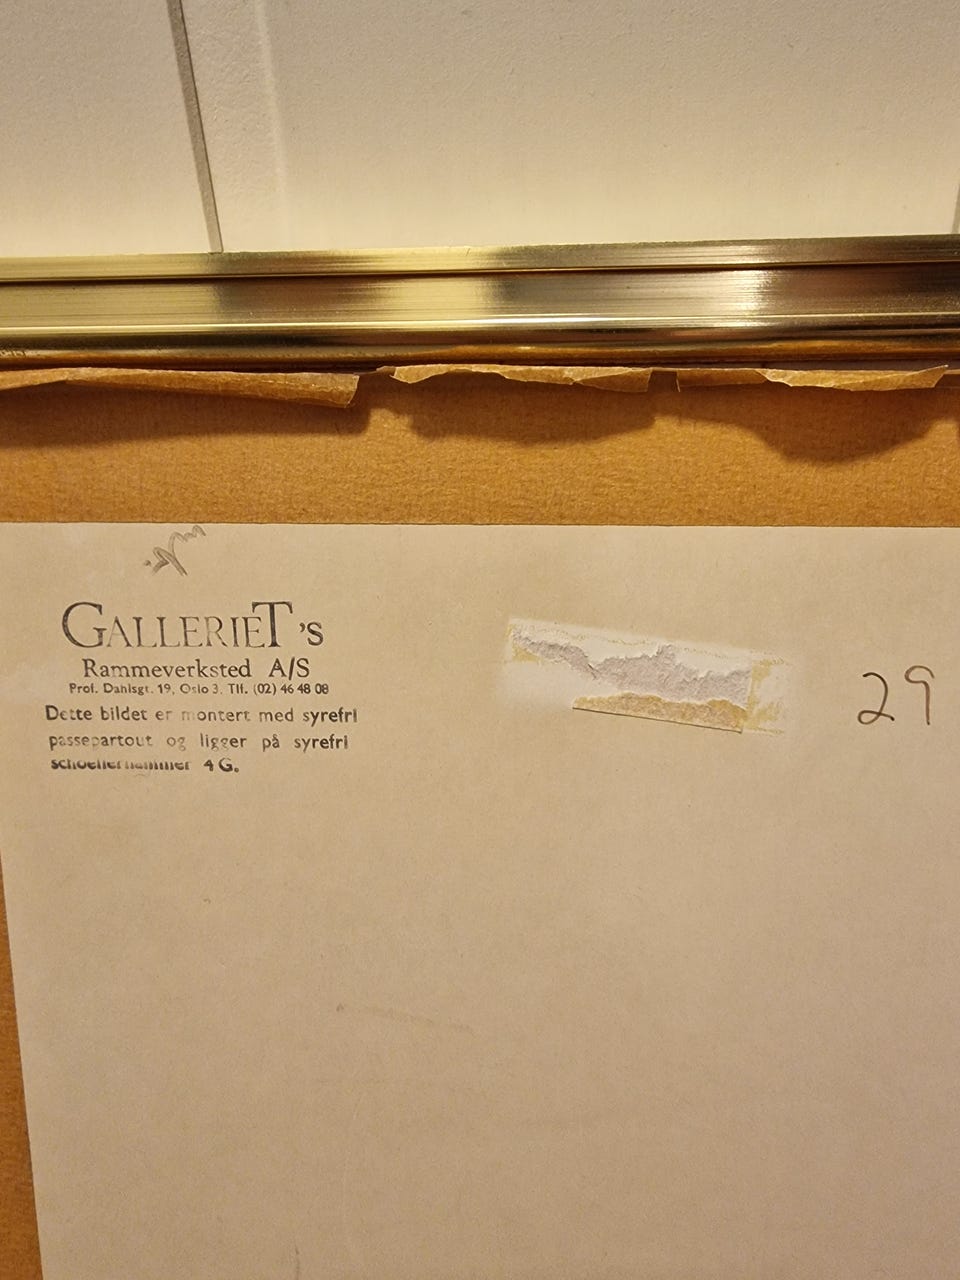 GALLERIET's
Rammeverksted A/S
Prof. Dahlsgt. 19, Oslo 3. Tlf. (02) 46 48 08
Dette bildet er montert med syrefri
passepartout og ligger på syrefri
schoellerhammer 4 G.
29